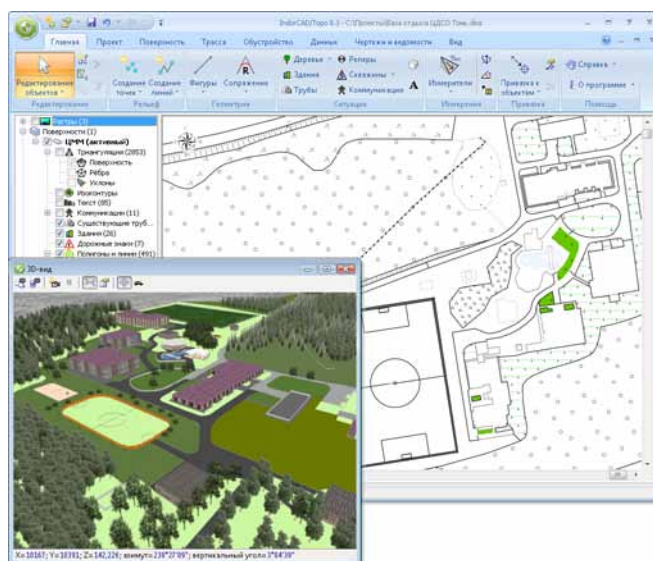 IndorCAD/Topo 8.3 - C:\Проекты\База отдыха ЦДСО Томь.dms
Главная Проект Поверхность Трасса Обустройство Данные Чертежи и ведомости Вид
Редактирование объектов
Создание точек
Создание линий
Фигуры
Сопряжение
Деревья
Здания
Трубы
Реперы
Скважины
Коммуникации
Измерители
Привязка к объектам
Справка
О программе
Редактирование Рельеф Геометрия Ситуация Измерения Привязка Помощь
Растры (3)
Поверхности (1)
ЦММ (активный)
Триангуляция (2853)
Поверхность
Рёбра
Уклоны
Изоконтуры
Текст (85)
Коммуникации (11)
Существующие труб...
Здания (26)
Дорожные знаки (7)
Полигоны и линии (491)
3D-вид
X=10167; Y=10391; Z=142,226; азимут=238°27'09"; вертикальный угол=3°04'39"